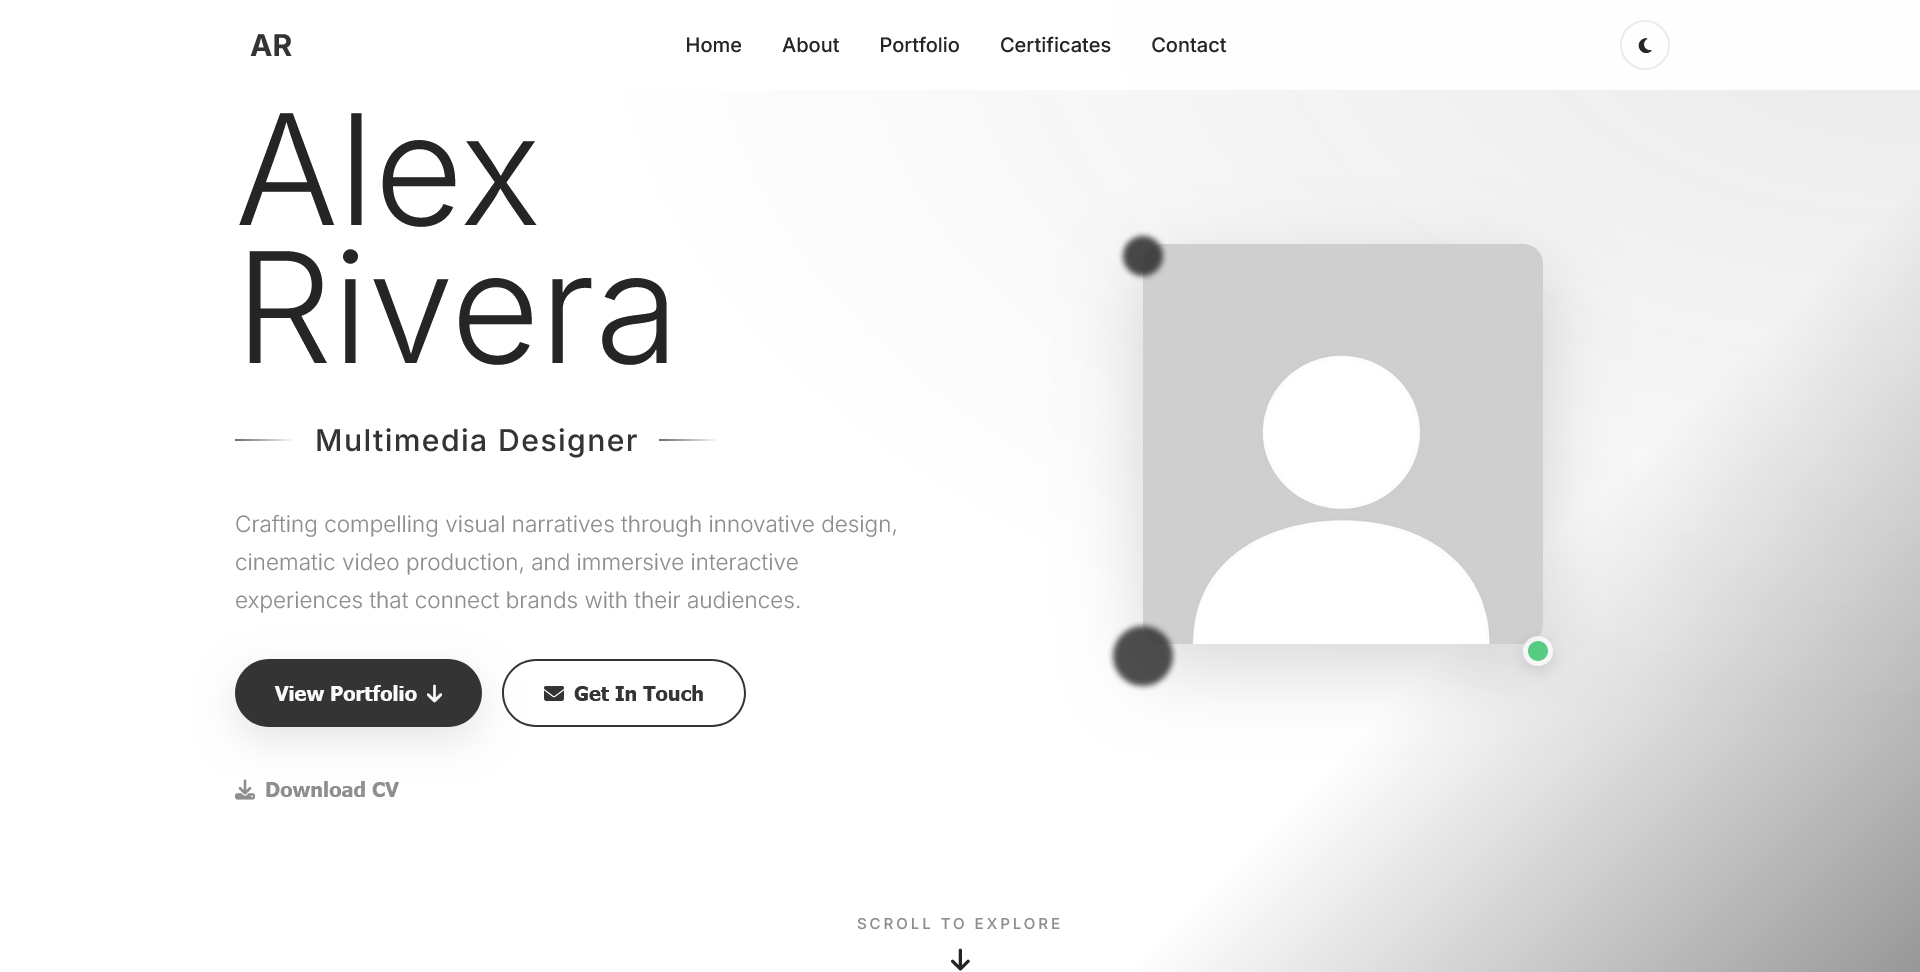 AR
Home About Portfolio Certificates Contact
Alex
Rivera
Multimedia Designer
Crafting compelling visual narratives through innovative design,
cinematic video production, and immersive interactive
experiences that connect brands with their audiences.
View Portfolio
Get In Touch
Download CV
SCROLL TO EXPLORE